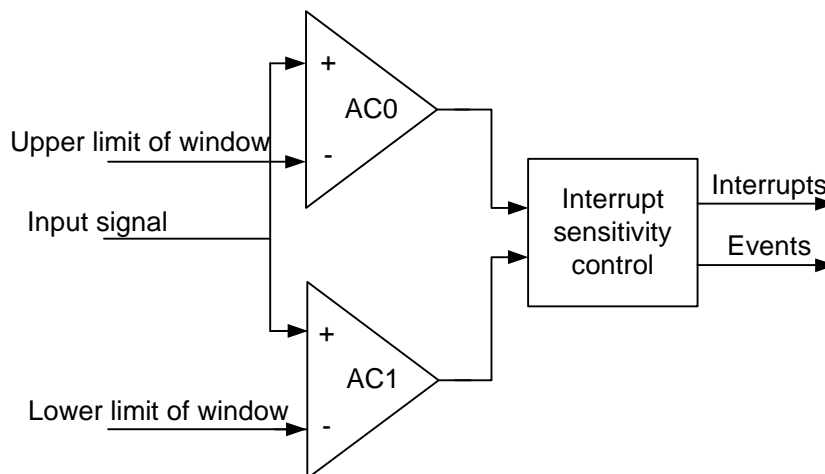 +
AC0
-
Upper limit of window
Input signal
Interrupt
sensitivity
control
Interrupts
Events
+
AC1
-
Lower limit of window